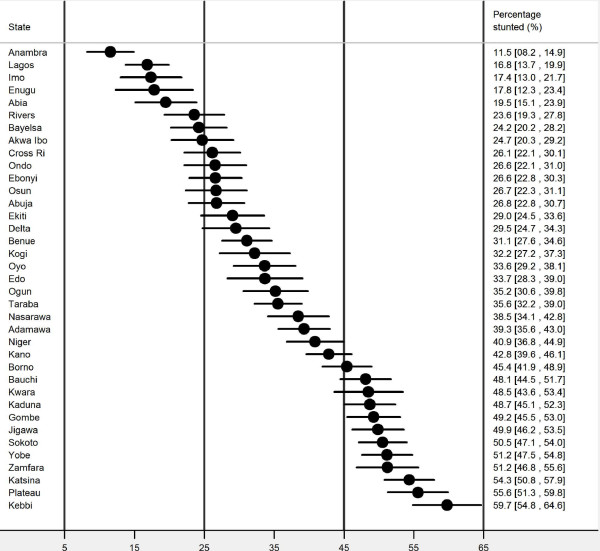 State Percentage
stunted (%)
Anambra 11.5 [08.2 , 14.9]
Lagos 16.8 [13.7 , 19.9]
Imo 17.4 [13.0 , 21.7]
Enugu 17.8 [12.3 , 23.4]
Abia 19.5 [15.1 , 23.9]
Rivers 23.6 [19.3 , 27.8]
Bayelsa 24.2 [20.2 , 28.2]
Akwa Ibo 24.7 [20.3 , 29.2]
Cross Ri 26.1 [22.1 , 30.1]
Ondo 26.6 [22.1 , 31.0]
Ebonyi 26.6 [22.8 , 30.3]
Osun 26.7 [22.3 , 31.1]
Abuja 26.8 [22.8 , 30.7]
Ekiti 29.0 [24.5 , 33.6]
Delta 29.5 [24.7 , 34.3]
Benue 31.1 [27.6 , 34.6]
Kogi 32.2 [27.2 , 37.3]
Oyo 33.6 [29.2 , 38.1]
Edo 33.7 [28.3 , 39.0]
Ogun 35.2 [30.6 , 39.8]
Taraba 35.6 [32.2 , 39.0]
Nasarawa 38.5 [34.1 , 42.8]
Adamawa 39.3 [35.6 , 43.0]
Niger 40.9 [36.8 , 44.9]
Kano 42.8 [39.6 , 46.1]
Borno 45.4 [41.9 , 48.9]
Bauchi 48.1 [44.5 , 51.7]
Kwara 48.5 [43.6 , 53.4]
Kaduna 48.7 [45.1 , 52.3]
Gombe 49.2 [45.5 , 53.0]
Jigawa 49.9 [46.2 , 53.5]
Sokoto 50.5 [47.1 , 54.0]
Yobe 51.2 [47.5 , 54.8]
Zamfara 51.2 [46.8 , 55.6]
Katsina 54.3 [50.8 , 57.9]
Plateau 55.6 [51.3 , 59.8]
Kebbi 59.7 [54.8 , 64.6]
5 15 25 35 45 55 65